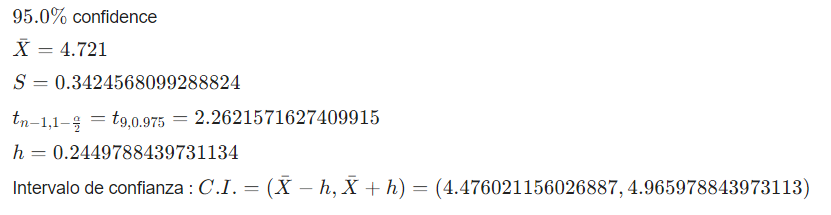 95.0% confidence
X̄ = 4.721
S = 0.3424568099288824
t_{n−1,1−α/2} = t_{9,0.975} = 2.2621571627409915
h = 0.2449788439731134
Intervalo de confianza : C.I. = (X̄ − h, X̄ + h) = (4.476021156026887, 4.965978843973113)